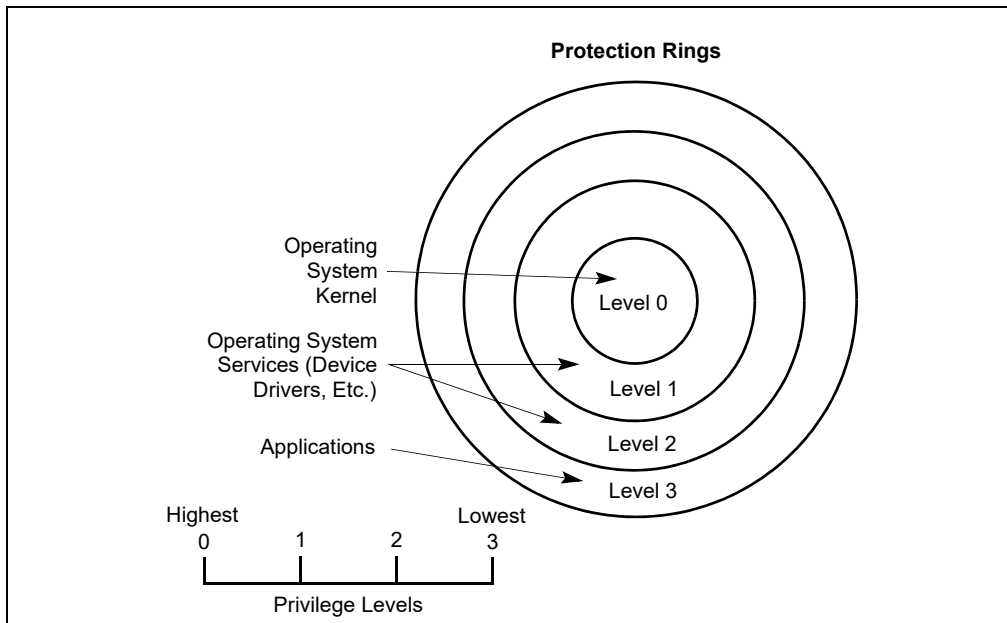 Protection Rings
Operating
System
Kernel
Level 0
Operating System
Services (Device
Drivers, Etc.)
Level 1
Level 2
Applications
Level 3
Highest
Lowest
0
1
2
3
Privilege Levels